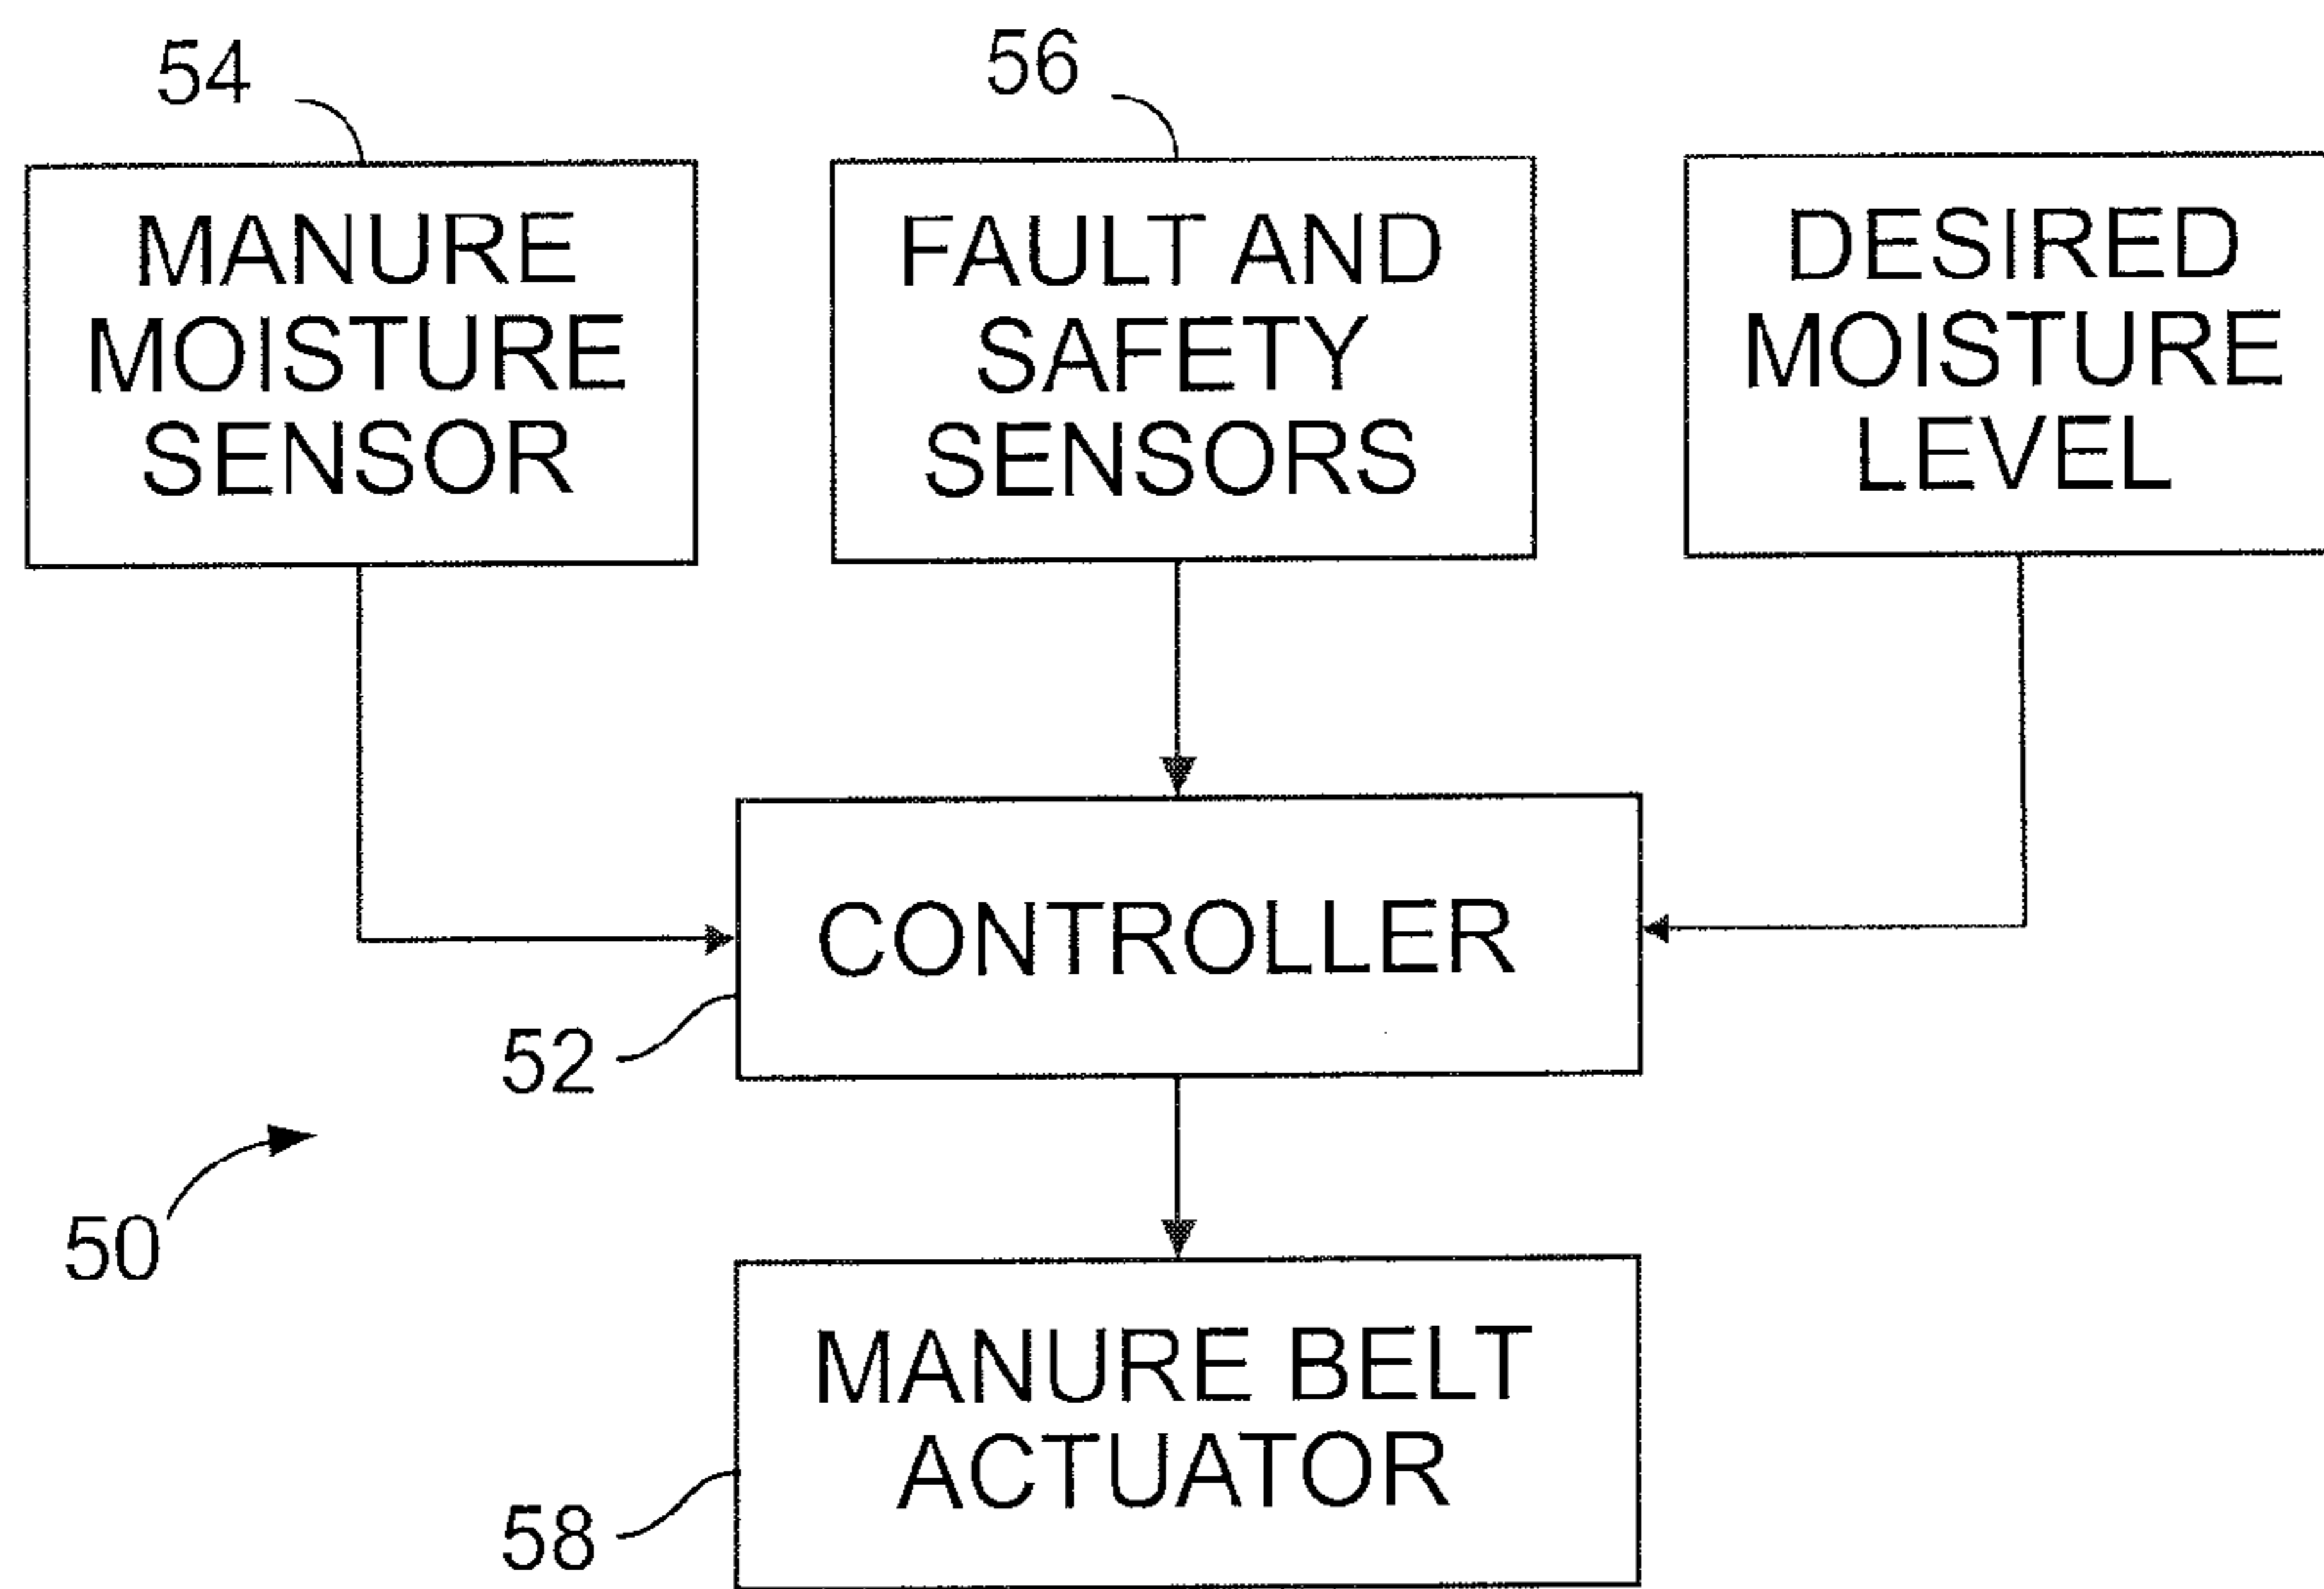 54
56
MANURE
MOISTURE
SENSOR
FAULT AND
SAFETY
SENSORS
DESIRED
MOISTURE
LEVEL
CONTROLLER
52
50
MANURE BELT
ACTUATOR
58